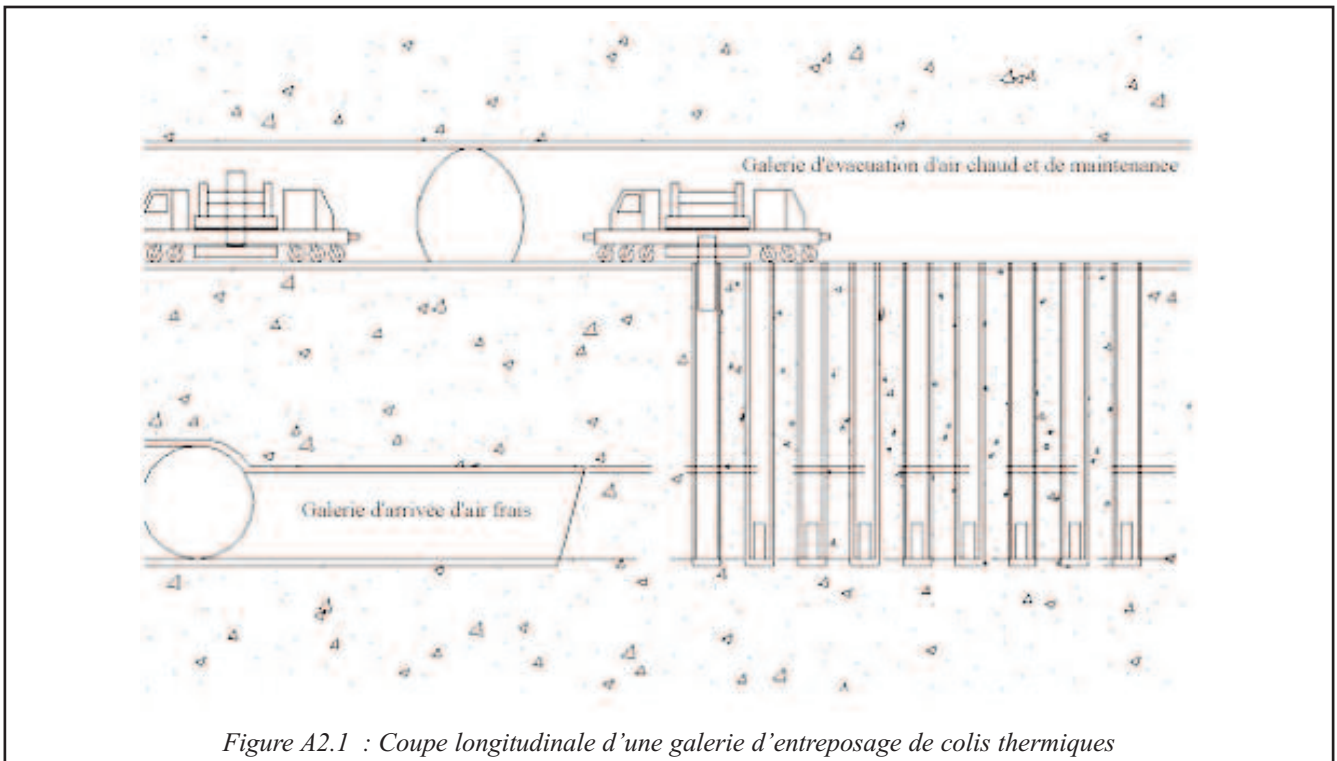 Galerie d'évacuation d'air chaud et de maintenance
Galerie d'arrivée d'air frais
Figure A2.1 : Coupe longitudinale d’une galerie d’entreposage de colis thermiques